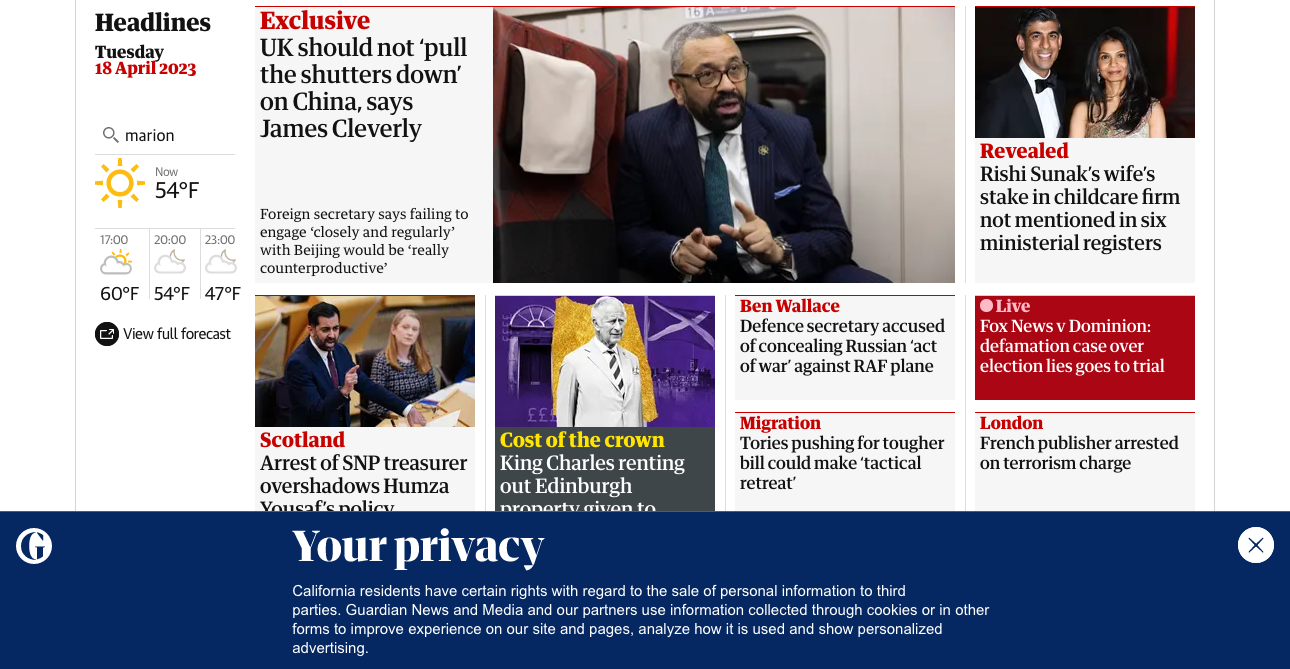 Headlines
Tuesday
18 April 2023
marion
Now
54°F
17:00
20:00
23:00
60°F
54°F
47°F
View full forecast
Exclusive
UK should not ‘pull
the shutters down’
on China, says
James Cleverly
Foreign secretary says failing to
engage ‘closely and regularly’
with Beijing would be ‘really
counterproductive’
16 A
Revealed
Rishi Sunak’s wife’s
stake in childcare firm
not mentioned in six
ministerial registers
Scotland
Arrest of SNP treasurer
overshadows Humza
Yousaf’s policy
£££
Cost of the crown
King Charles renting
out Edinburgh
property given to
Ben Wallace
Defence secretary accused
of concealing Russian ‘act
of war’ against RAF plane
Live
Fox News v Dominion:
defamation case over
election lies goes to trial
Migration
Tories pushing for tougher
bill could make ‘tactical
retreat’
London
French publisher arrested
on terrorism charge
G
Your privacy
California residents have certain rights with regard to the sale of personal information to third
parties. Guardian News and Media and our partners use information collected through cookies or in other
forms to improve experience on our site and pages, analyze how it is used and show personalized
advertising.